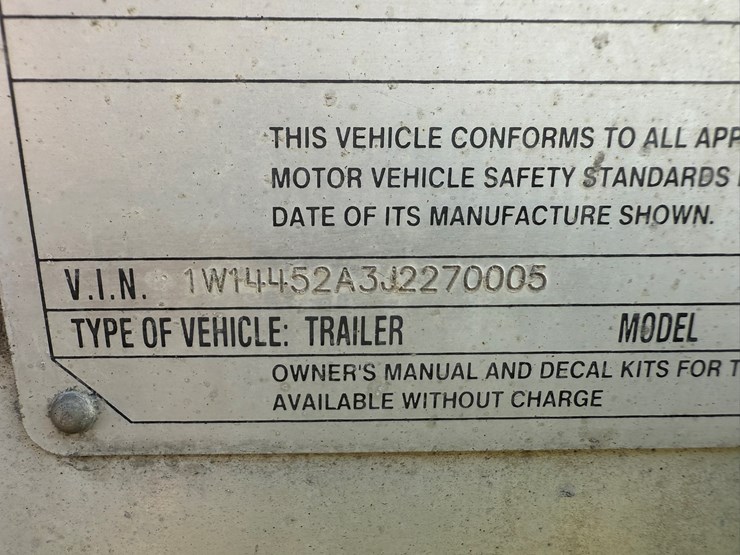 THIS VEHICLE CONFORMS TO ALL APP
MOTOR VEHICLE SAFETY STANDARDS
DATE OF ITS MANUFACTURE SHOWN.
V.I.N. 1W14452A3J2270005
TYPE OF VEHICLE: TRAILER MODEL
OWNER'S MANUAL AND DECAL KITS FOR T
AVAILABLE WITHOUT CHARGE